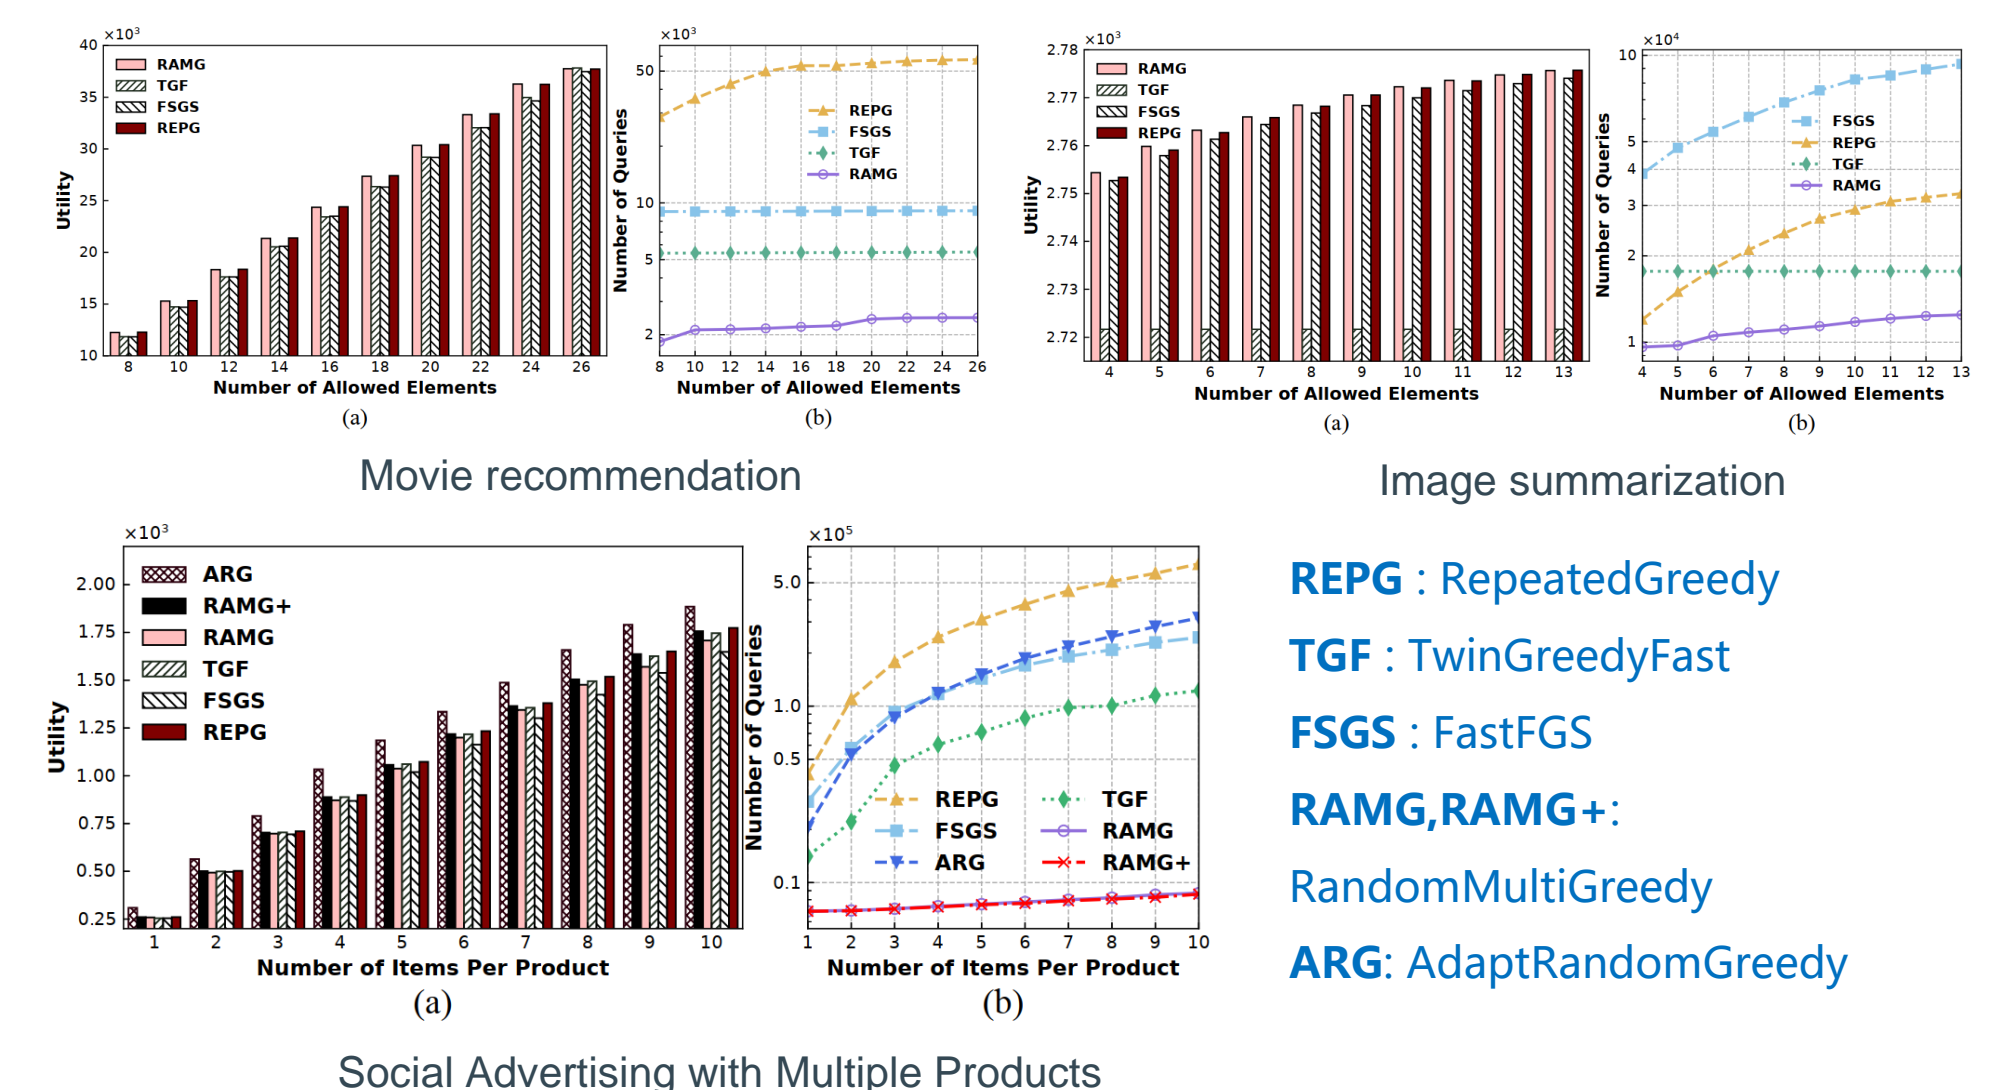 ×10³
40
35
30
25
20
15
10
Utility
RAMG
TGF
FSGS
REPG
8 10 12 14 16 18 20 22 24 26
Number of Allowed Elements
(a)
×10³
50
10
5
2
Number of Queries
REPG
FSGS
TGF
RAMG
8 10 12 14 16 18 20 22 24 26
Number of Allowed Elements
(b)
Movie recommendation
×10³
2.78
2.77
2.76
2.75
2.74
2.73
2.72
Utility
RAMG
TGF
FSGS
REPG
4 5 6 7 8 9 10 11 12 13
Number of Allowed Elements
(a)
×10⁴
10
5
4
3
2
1
Number of Queries
FSGS
REPG
TGF
RAMG
4 5 6 7 8 9 10 11 12 13
Number of Allowed Elements
(b)
Image summarization
×10³
2.00
1.75
1.50
1.25
1.00
0.75
0.50
0.25
Utility
ARG
RAMG+
RAMG
TGF
FSGS
REPG
1 2 3 4 5 6 7 8 9 10
Number of Items Per Product
(a)
×10⁵
5.0
1.0
0.5
0.1
Number of Queries
REPG TGF
FSGS RAMG
ARG RAMG+
1 2 3 4 5 6 7 8 9 10
Number of Items Per Product
(b)
Social Advertising with Multiple Products
REPG : RepeatedGreedy
TGF : TwinGreedyFast
FSGS : FastFGS
RAMG,RAMG+:
RandomMultiGreedy
ARG: AdaptRandomGreedy